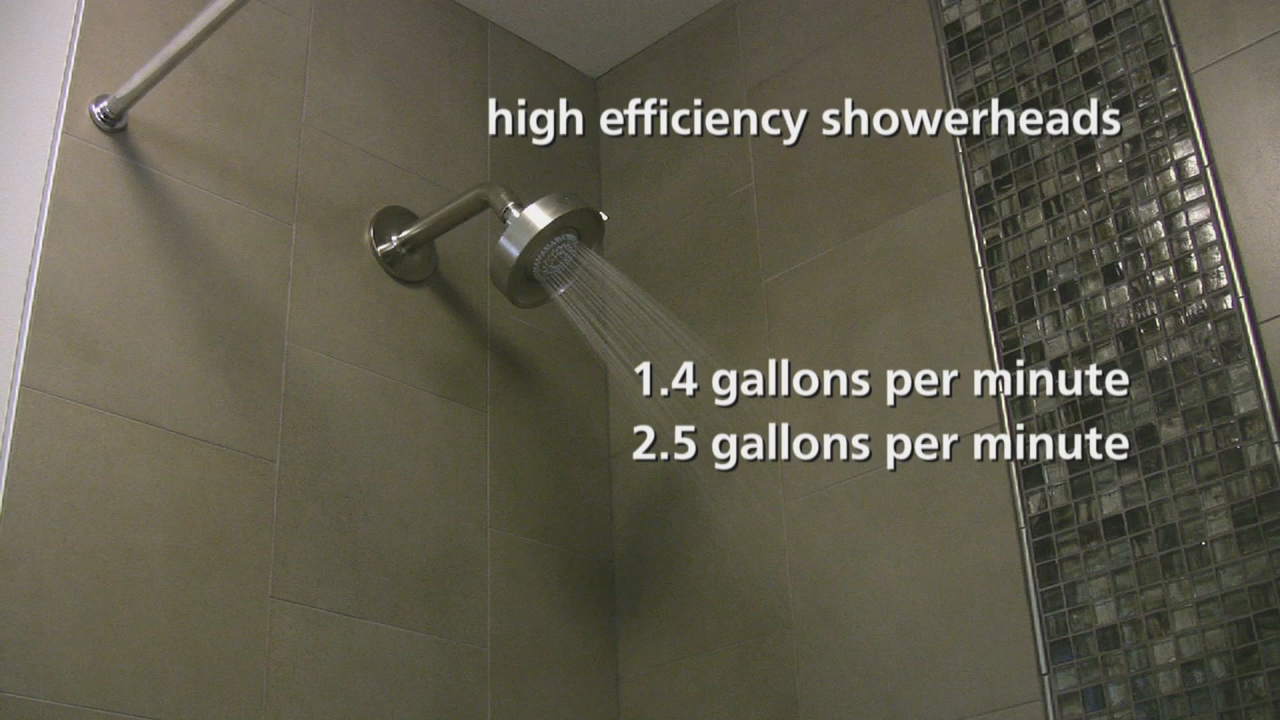 high efficiency showerheads
1.4 gallons per minute
2.5 gallons per minute